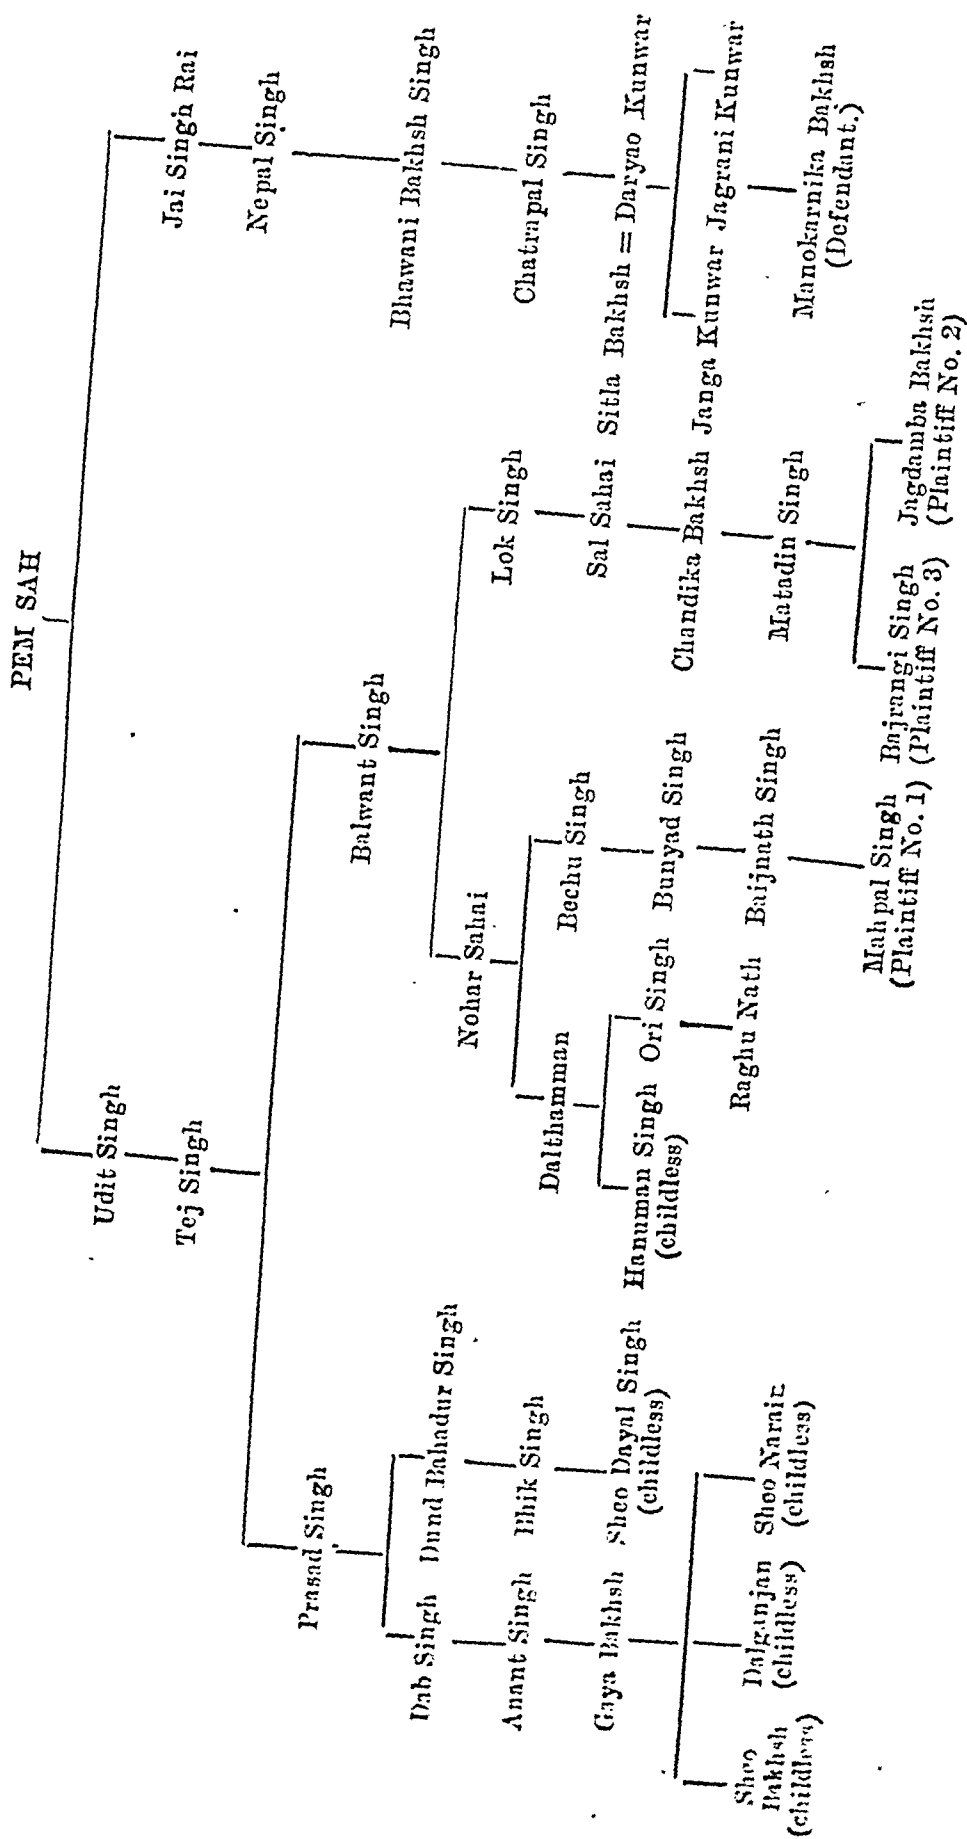 PEM SAH
Udit Singh
Jai Singh Rai
Tej Singh
Nepal Singh
Prasad Singh
Balwant Singh
Bhawani Bakhsh Singh
Dab Singh Dund Bahadur Singh
Nohar Sahai
Lok Singh
Chatrapal Singh
Anant Singh Bhik Singh
Dalthamman
Bechu Singh
Sal Sahai Sitla Bakhsh = Daryao Kunwar
Gaya Bakhsh Sheo Dayal Singh
(childless)
Hanuman Singh
(childless)
Ori Singh Bunyad Singh
Chandika Bakhsh Janga Kunwar Jagrani Kunwar
Sheo
Bakhsh
(childless)
Dalganjan
(childless)
Sheo Narain
(childless)
Raghu Nath Baijnath Singh
Matadin Singh
Manokarnika Bakhsh
(Defendant.)
Mahpal Singh
(Plaintiff No. 1)
Bajrangi Singh
(Plaintiff No. 3)
Jagdamba Bakhsh
(Plaintiff No. 2)